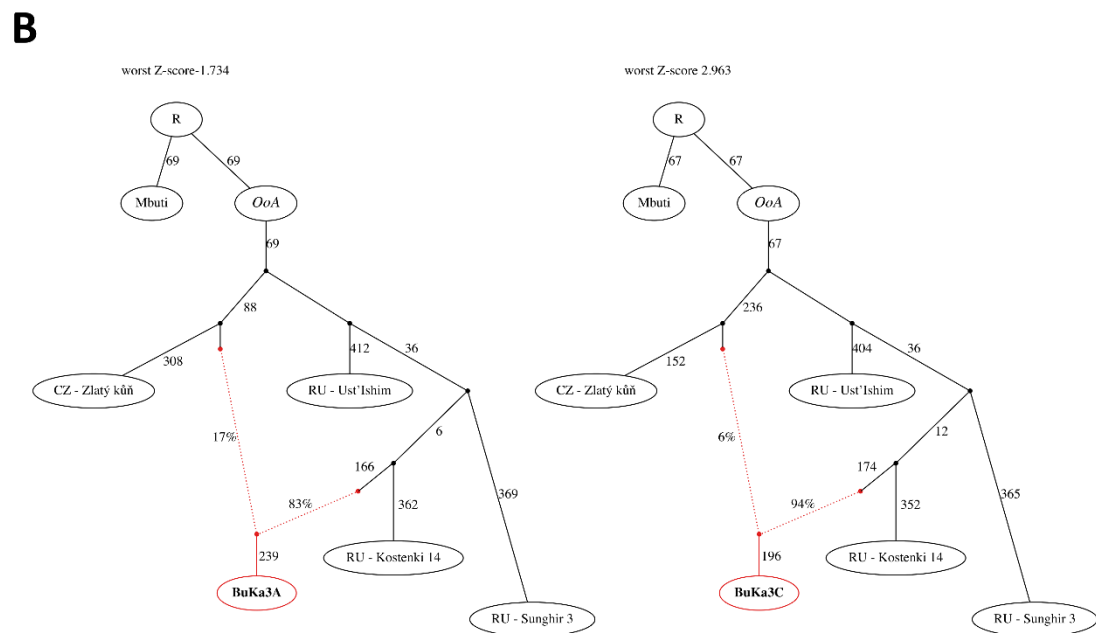 B
worst Z-score-1.734
R
69
69
Mbuti
OoA
69
88
308
412
36
CZ - Zlatý kůň
RU - Ust'Ishim
17%
6
166
83%
362
369
239
RU - Kostenki 14
BuKa3A
RU - Sunghir 3
worst Z-score 2.963
R
67
67
Mbuti
OoA
67
236
152
404
36
CZ - Zlatý kůň
RU - Ust'Ishim
6%
12
174
94%
352
365
196
RU - Kostenki 14
BuKa3C
RU - Sunghir 3